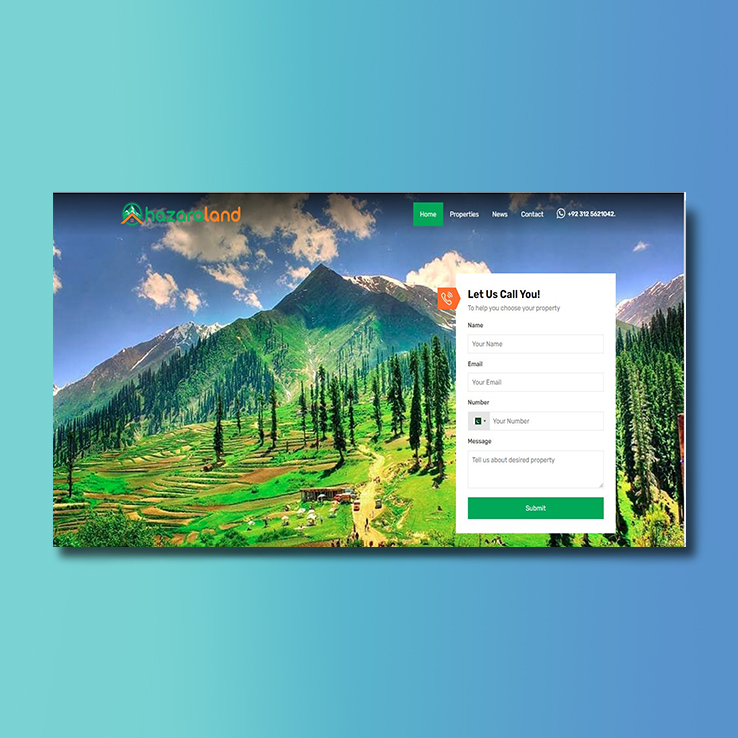 hazaraland
Home Properties News Contact +92 312 5621042.
Let Us Call You!
To help you choose your property
Name
Your Name
Email
Your Email
Number
Your Number
Message
Tell us about desired property
Submit